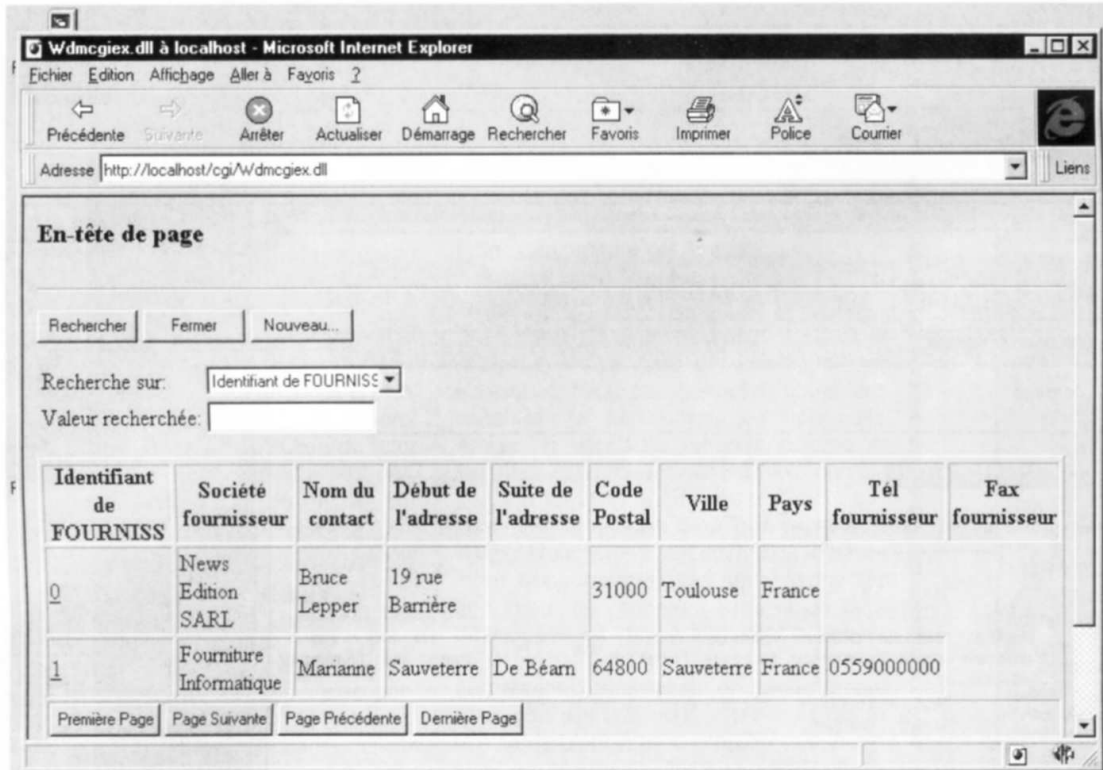 Wdmcgiex.dll à localhost - Microsoft Internet Explorer
Fichier Edition Affichage Aller à Favoris ?
Précédente Suivante Arrêter Actualiser Démarrage Rechercher Favoris Imprimer Police Courrier
Adresse http://localhost/cgi/Wdmcgiex.dll Liens
En-tête de page
Rechercher Fermer Nouveau...
Recherche sur: Identifiant de FOURNISS
Valeur recherchée:
Identifiant de FOURNISS Société fournisseur Nom du contact Début de l'adresse Suite de l'adresse Code Postal Ville Pays Tél fournisseur Fax fournisseur
0 News Edition SARL Bruce Lepper 19 rue Barrière 31000 Toulouse France
1 Fourniture Informatique Marianne Sauveterre De Béarn 64800 Sauveterre France 0559000000
Première Page Page Suivante Page Précédente Dernière Page